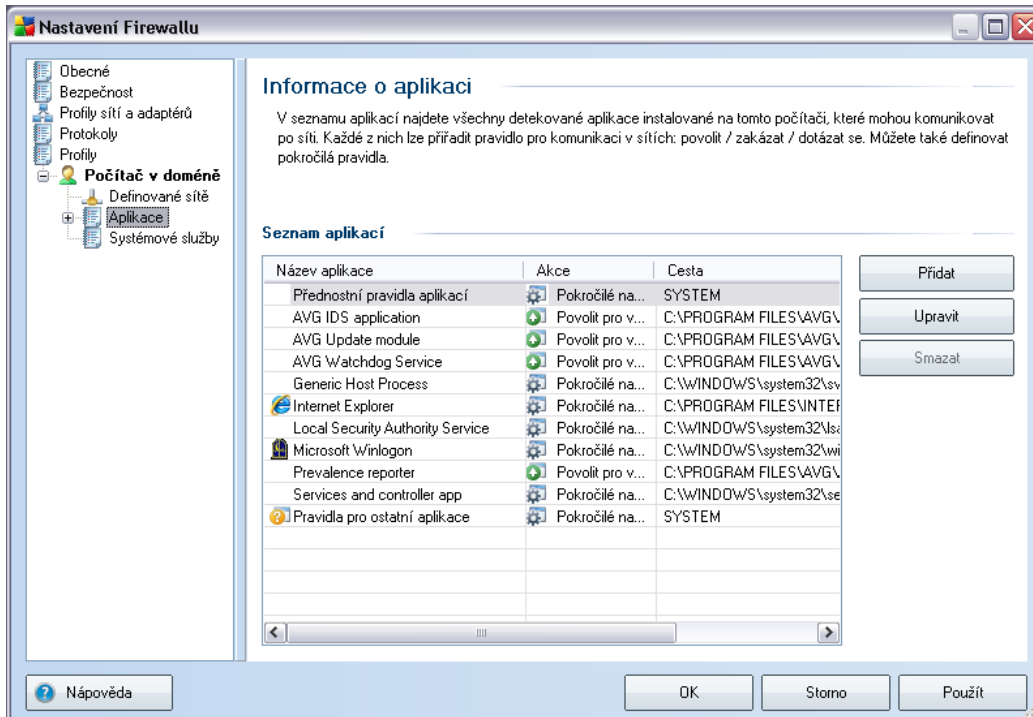 Nastavení Firewallu
Obecné
Bezpečnost
Profily sítí a adaptérů
Protokoly
Profily
Počítač v doméně
Definované sítě
Aplikace
Systémové služby
Informace o aplikaci
V seznamu aplikací najdete všechny detekované aplikace instalované na tomto počítači, které mohou komunikovat
po síti. Každé z nich lze přiřadit pravidlo pro komunikaci v sítích: povolit / zakázat / dotázat se. Můžete také definovat
pokročilá pravidla.
Seznam aplikací
Název aplikace Akce Cesta
Přednostní pravidla aplikací Pokročilé na... SYSTEM
AVG IDS application Povolit pro v... C:\PROGRAM FILES\AVG\
AVG Update module Povolit pro v... C:\PROGRAM FILES\AVG\
AVG Watchdog Service Povolit pro v... C:\PROGRAM FILES\AVG\
Generic Host Process Pokročilé na... C:\WINDOWS\system32\sv
Internet Explorer Pokročilé na... C:\PROGRAM FILES\INTER
Local Security Authority Service Pokročilé na... C:\WINDOWS\system32\lsa
Microsoft Winlogon Pokročilé na... C:\WINDOWS\system32\wi
Prevalence reporter Povolit pro v... C:\PROGRAM FILES\AVG\
Services and controller app Pokročilé na... C:\WINDOWS\system32\se
Pravidla pro ostatní aplikace Pokročilé na... SYSTEM
Přidat
Upravit
Smazat
Nápověda
OK
Storno
Použít